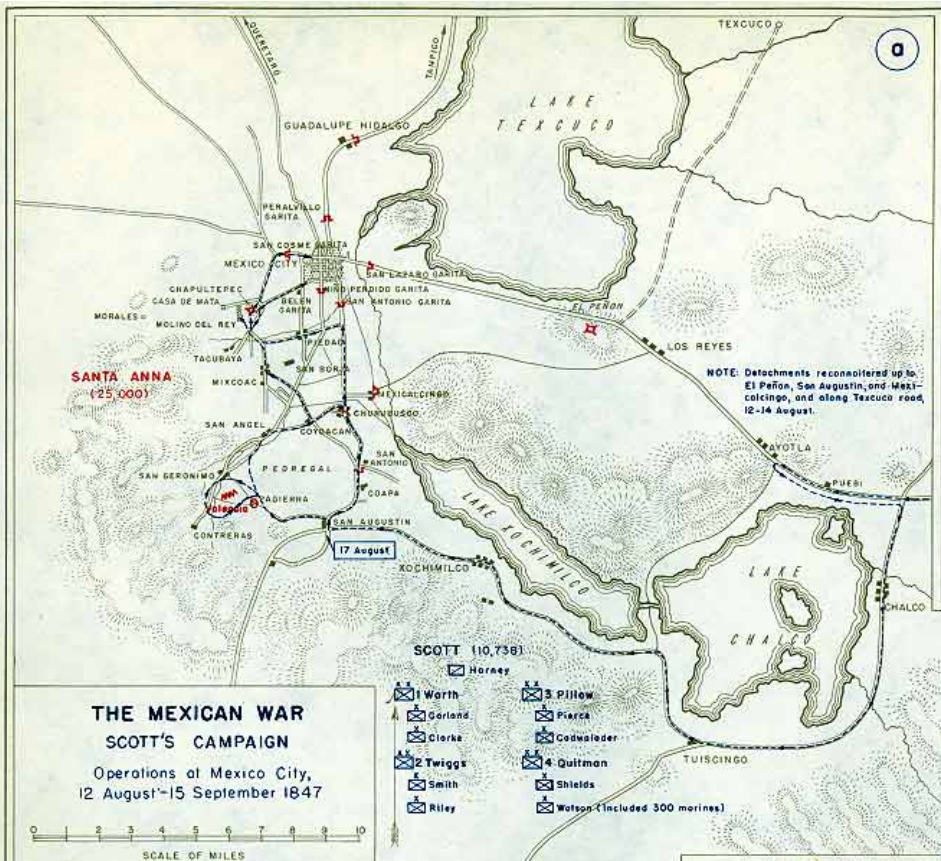 TEXCUCO
a
QUERETARO
TAMPICO
LAKE
TEXCUCO
GUADALUPE HIDALGO
PERALVILLO
GARITA
SAN COSME GARITA
MEXICO CITY
SAN LAZARO GARITA
CHAPULTEPEC
CASA DE MATA
BELEN
GARITA
NIÑO PERDIDO GARITA
SAN ANTONIO GARITA
EL PEÑON
MORALES
MOLINO DEL REY
PIEDAD
TACUBAYA
LOS REYES
SAN BORJA
SANTA ANNA
(25,000)
MIXCOAC
MEXICALCINGO
NOTE: Detachments reconnoitered up to
El Peñon, San Augustin, and Mexi-
calcingo, and along Texcuco road,
12-14 August.
CHURUBUSCO
SAN ANGEL
COYOACAN
AYOTLA
SAN
ANTONIO
PEDREGAL
SAN GERONIMO
PUEBI
COAPA
Valencia
PADIERRA
LAKE XOCHIMILCO
CONTRERAS
SAN AUGUSTIN
17 August
XOCHIMILCO
LAKE
CHALCO
CHALCO
SCOTT (10,738)
Harney
1 Worth
3 Pillow
Garland
Pierce
Clarke
Cadwalader
2 Twiggs
4 Quitman
Smith
Shields
Riley
Watson (Included 300 marines)
TUISCINGO
THE MEXICAN WAR
SCOTT'S CAMPAIGN
Operations at Mexico City,
12 August-15 September 1847
0 1 2 3 4 5 6 7 8 9 10
SCALE OF MILES